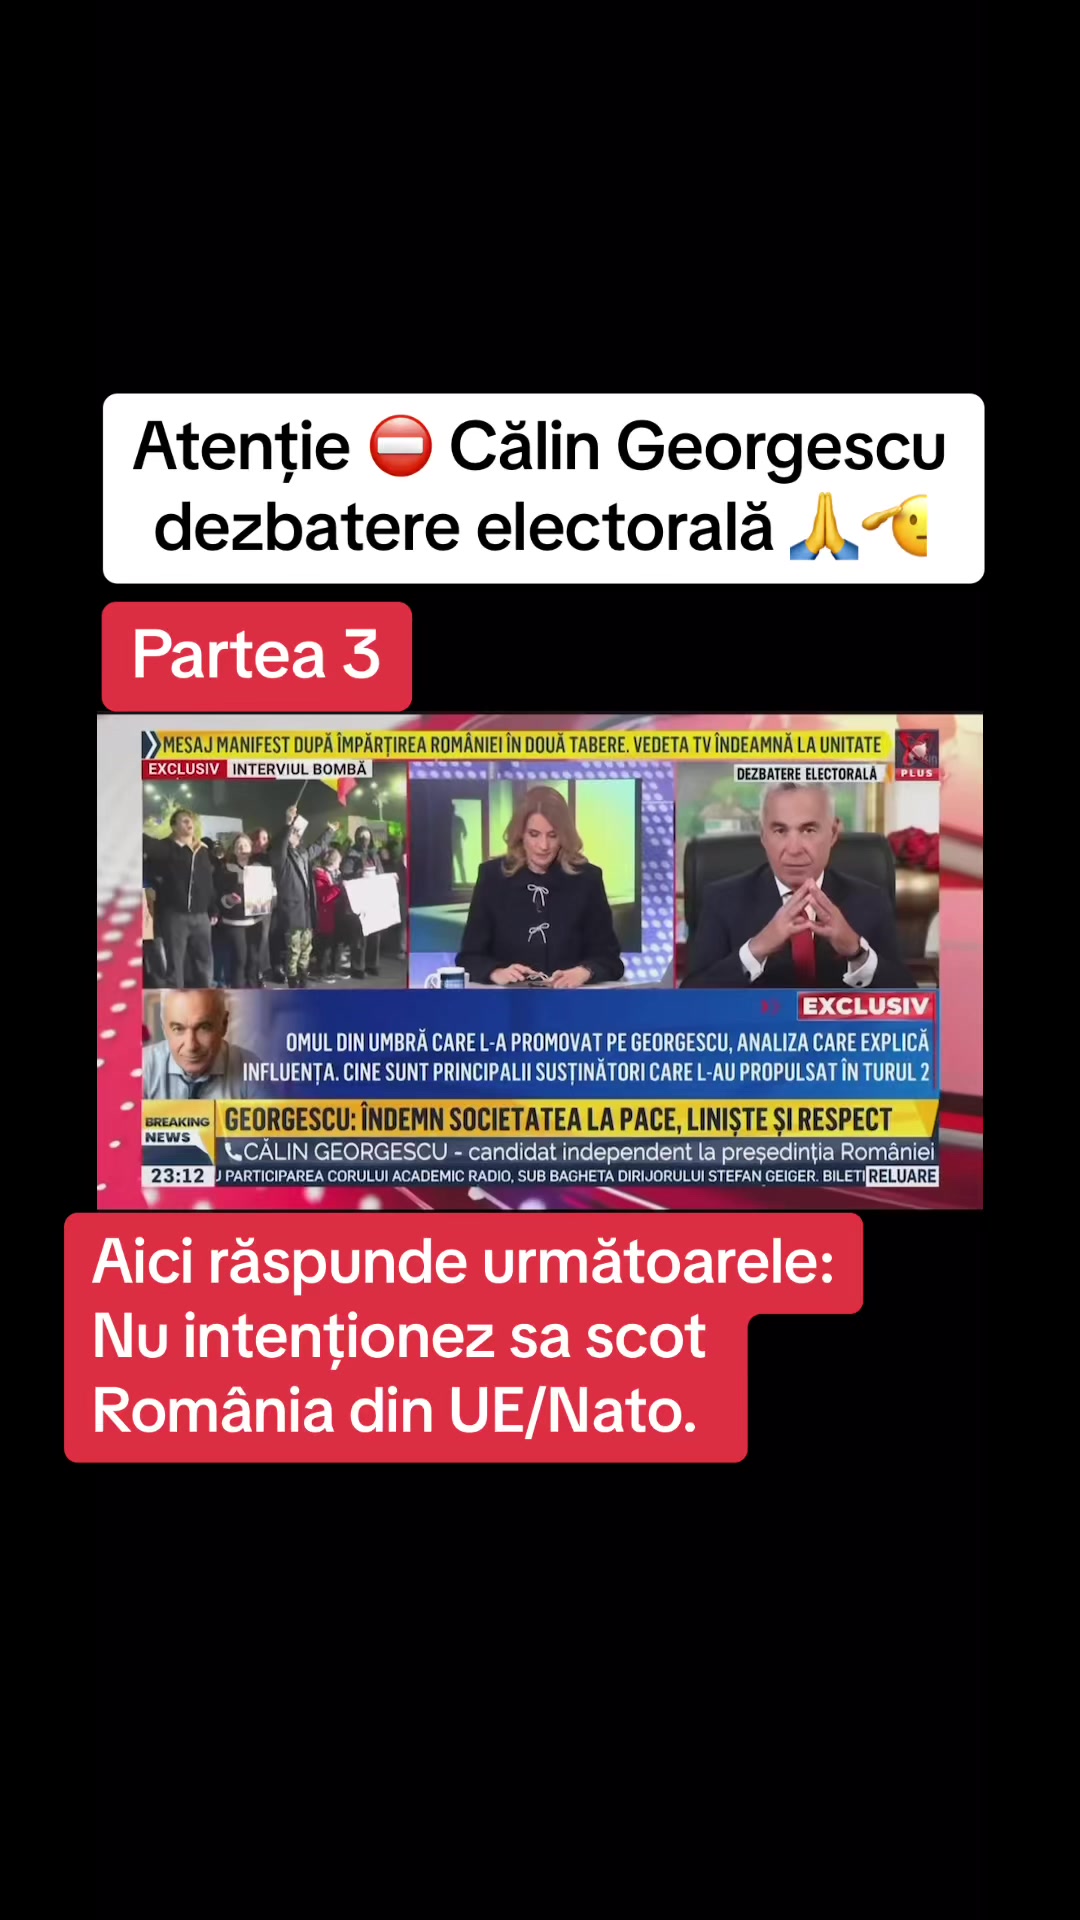 Atenție ⛔ Călin Georgescu
dezbatere electorală 🙏🫡
Partea 3
MESAJ MANIFEST DUPĂ ÎMPĂRȚIREA ROMÂNIEI ÎN DOUĂ TABERE. VEDETA TV ÎNDEAMNĂ LA UNITATE
EXCLUSIV INTERVIUL BOMBĂ
DEZBATERE ELECTORALĂ
PLUS
EXCLUSIV
OMUL DIN UMBRĂ CARE L-A PROMOVAT PE GEORGESCU, ANALIZA CARE EXPLICĂ
INFLUENȚA. CINE SUNT PRINCIPALII SUSȚINĂTORI CARE L-AU PROPULSAT ÎN TURUL 2
BREAKING
NEWS
GEORGESCU: ÎNDEMN SOCIETATEA LA PACE, LINIȘTE ȘI RESPECT
CĂLIN GEORGESCU - candidat independent la președinția României
23:12 U PARTICIPAREA CORULUI ACADEMIC RADIO, SUB BAGHETA DIRIJORULUI STEFAN GEIGER. BILETI RELUARE
Aici răspunde următoarele:
Nu intenționez sa scot
România din UE/Nato.